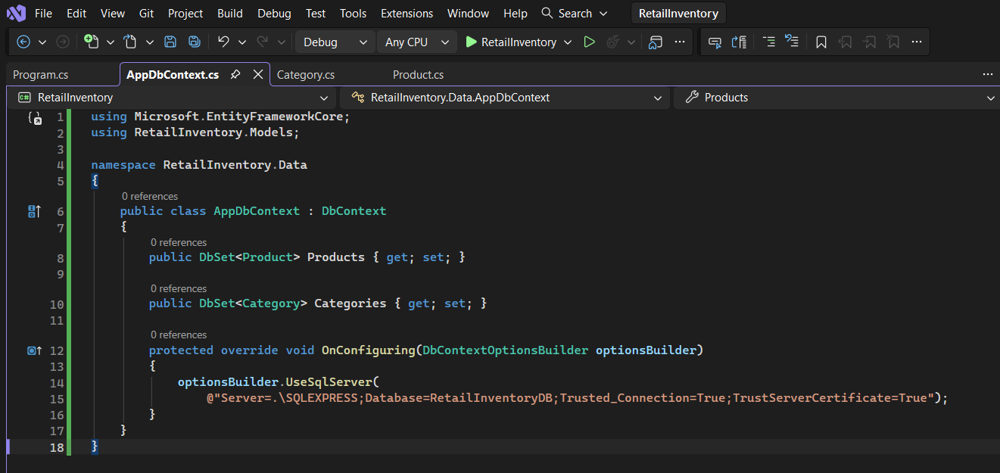 File Edit View Git Project Build Debug Test Tools Extensions Window Help Search RetailInventory
Debug Any CPU RetailInventory
Program.cs AppDbContext.cs Category.cs Product.cs
C# RetailInventory RetailInventory.Data.AppDbContext Products
1 using Microsoft.EntityFrameworkCore;
2 using RetailInventory.Models;
3
4 namespace RetailInventory.Data
5 {
0 references
6 public class AppDbContext : DbContext
7 {
0 references
8 public DbSet<Product> Products { get; set; }
9
0 references
10 public DbSet<Category> Categories { get; set; }
11
0 references
12 protected override void OnConfiguring(DbContextOptionsBuilder optionsBuilder)
13 {
14 optionsBuilder.UseSqlServer(
15 @"Server=.\SQLEXPRESS;Database=RetailInventoryDB;Trusted_Connection=True;TrustServerCertificate=True");
16 }
17 }
18 }